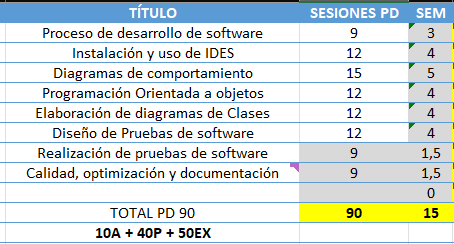 TÍTULO SESIONES PD SEM
Proceso de desarrollo de software 9 3
Instalación y uso de IDES 12 4
Diagramas de comportamiento 15 5
Programación Orientada a objetos 12 4
Elaboración de diagramas de Clases 12 4
Diseño de Pruebas de software 12 4
Realización de pruebas de software 9 1,5
Calidad, optimización y documentación 9 1,5
0
TOTAL PD 90 90 15
10A + 40P + 50EX